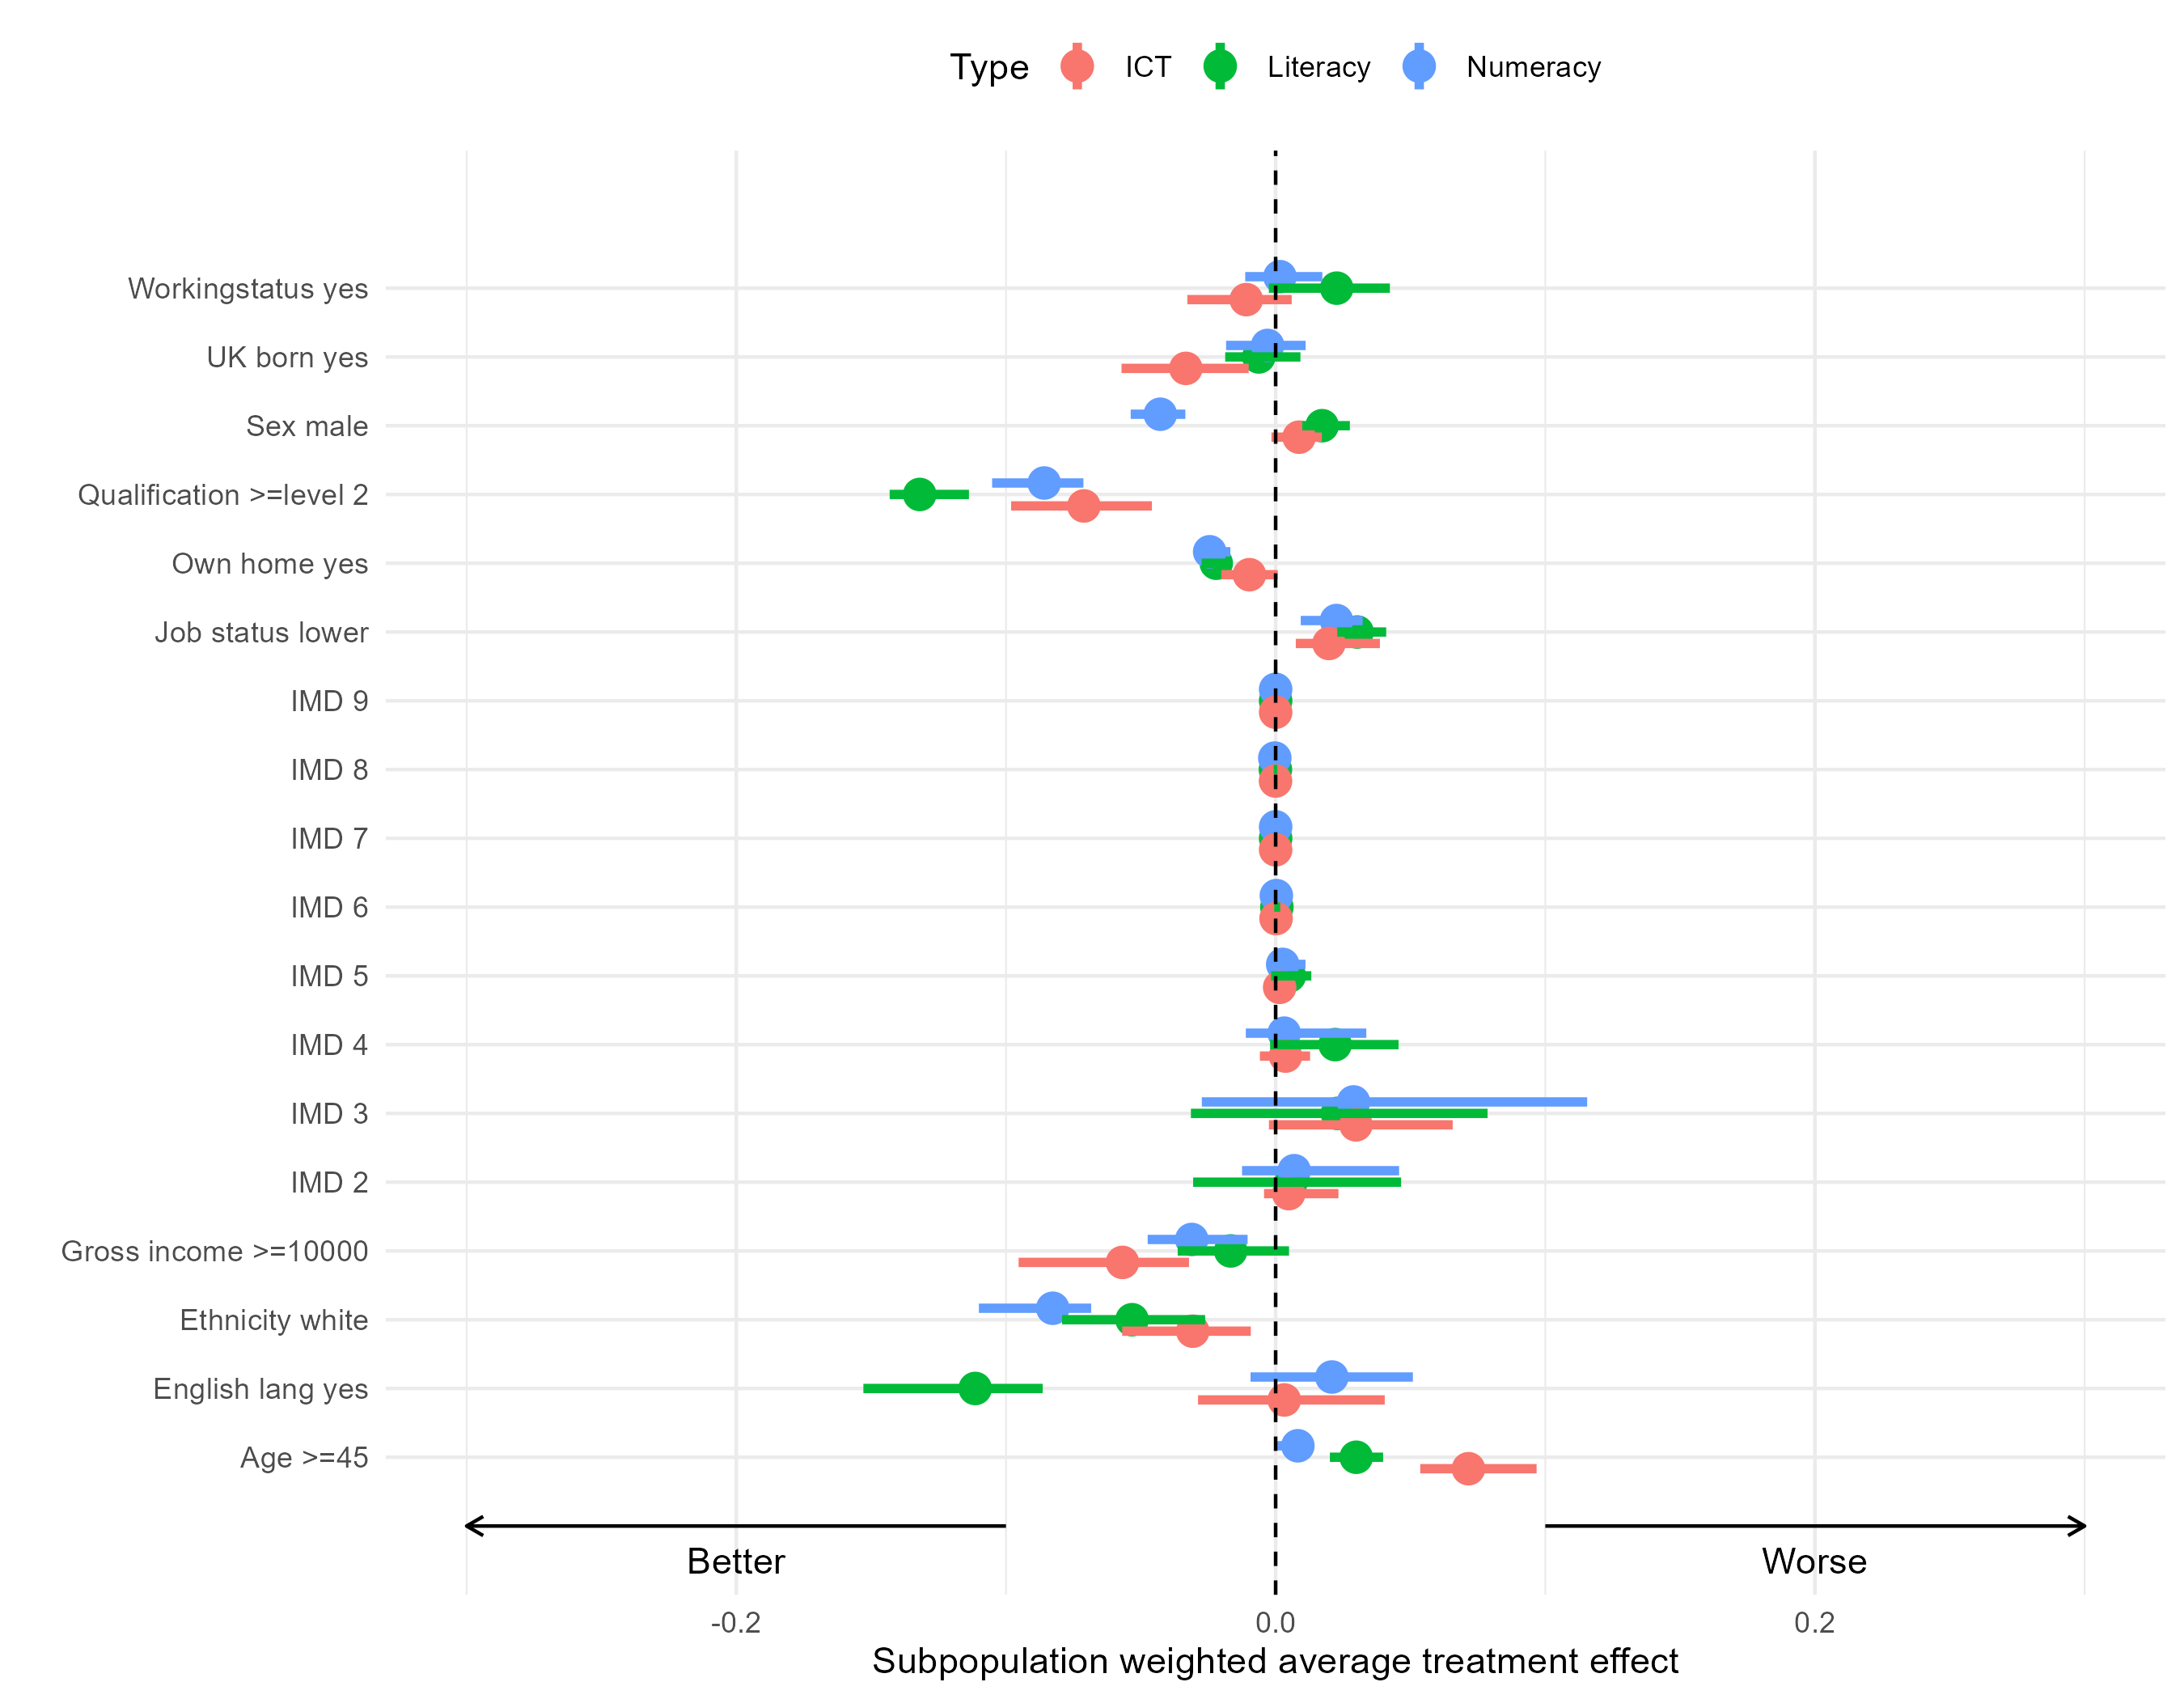 Type ICT Literacy Numeracy
Workingstatus yes
UK born yes
Sex male
Qualification >=level 2
Own home yes
Job status lower
IMD 9
IMD 8
IMD 7
IMD 6
IMD 5
IMD 4
IMD 3
IMD 2
Gross income >=10000
Ethnicity white
English lang yes
Age >=45
Better Worse
-0.2 0.0 0.2
Subpopulation weighted average treatment effect